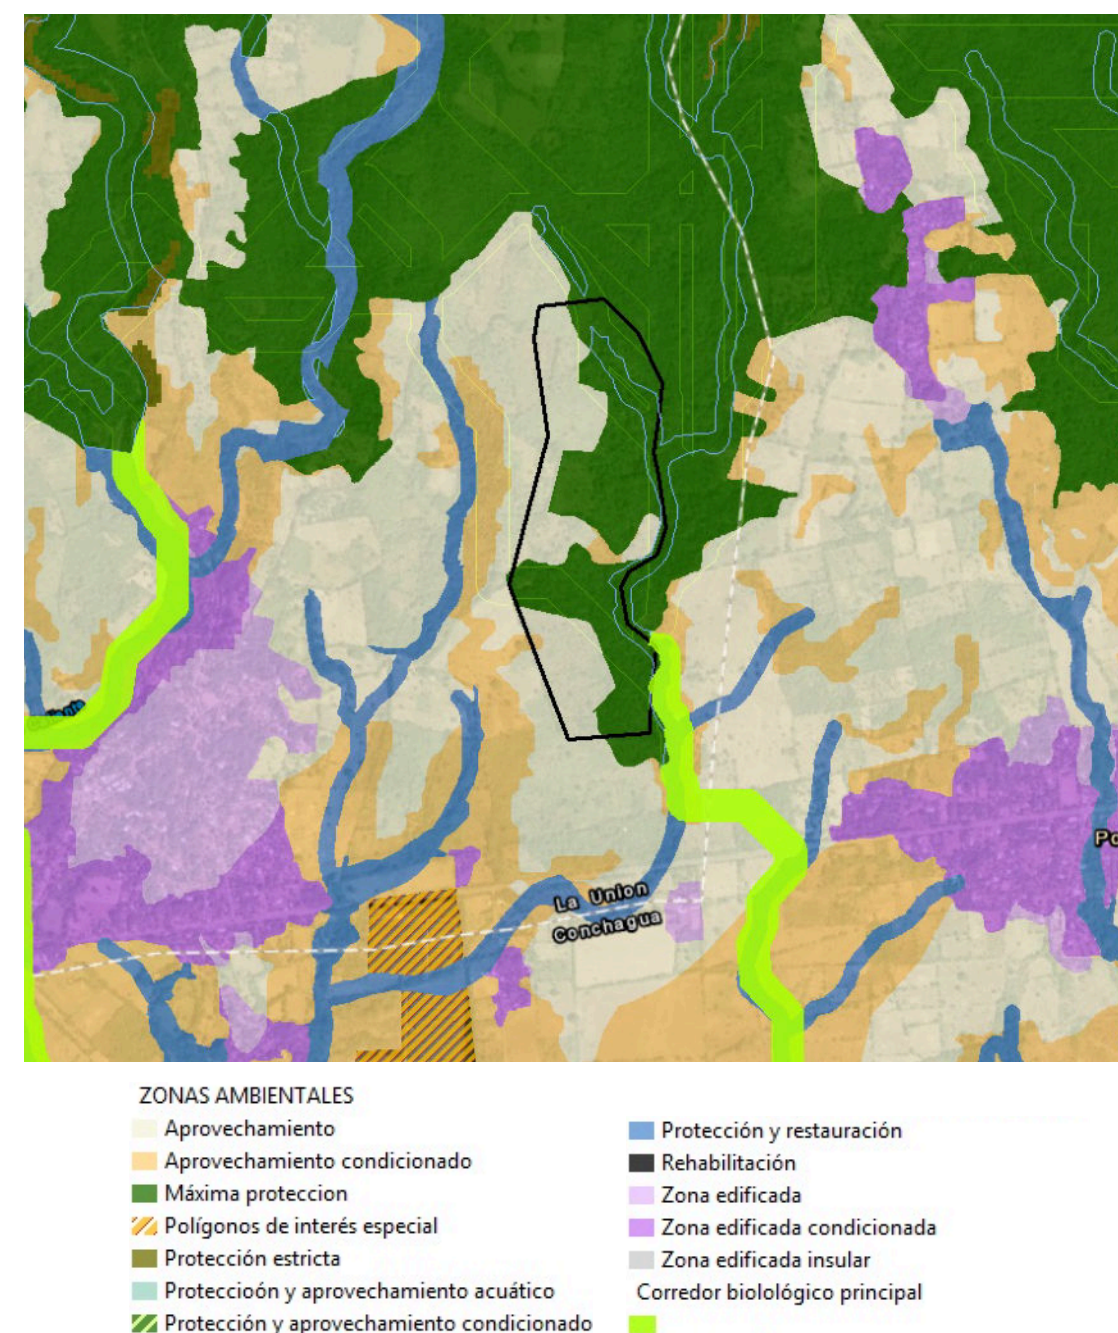 La Union
Conchagua
ZONAS AMBIENTALES
Aprovechamiento
Aprovechamiento condicionado
Máxima proteccion
Polígonos de interés especial
Protección estricta
Proteccioón y aprovechamiento acuático
Protección y aprovechamiento condicionado
Protección y restauración
Rehabilitación
Zona edificada
Zona edificada condicionada
Zona edificada insular
Corredor biolológico principal